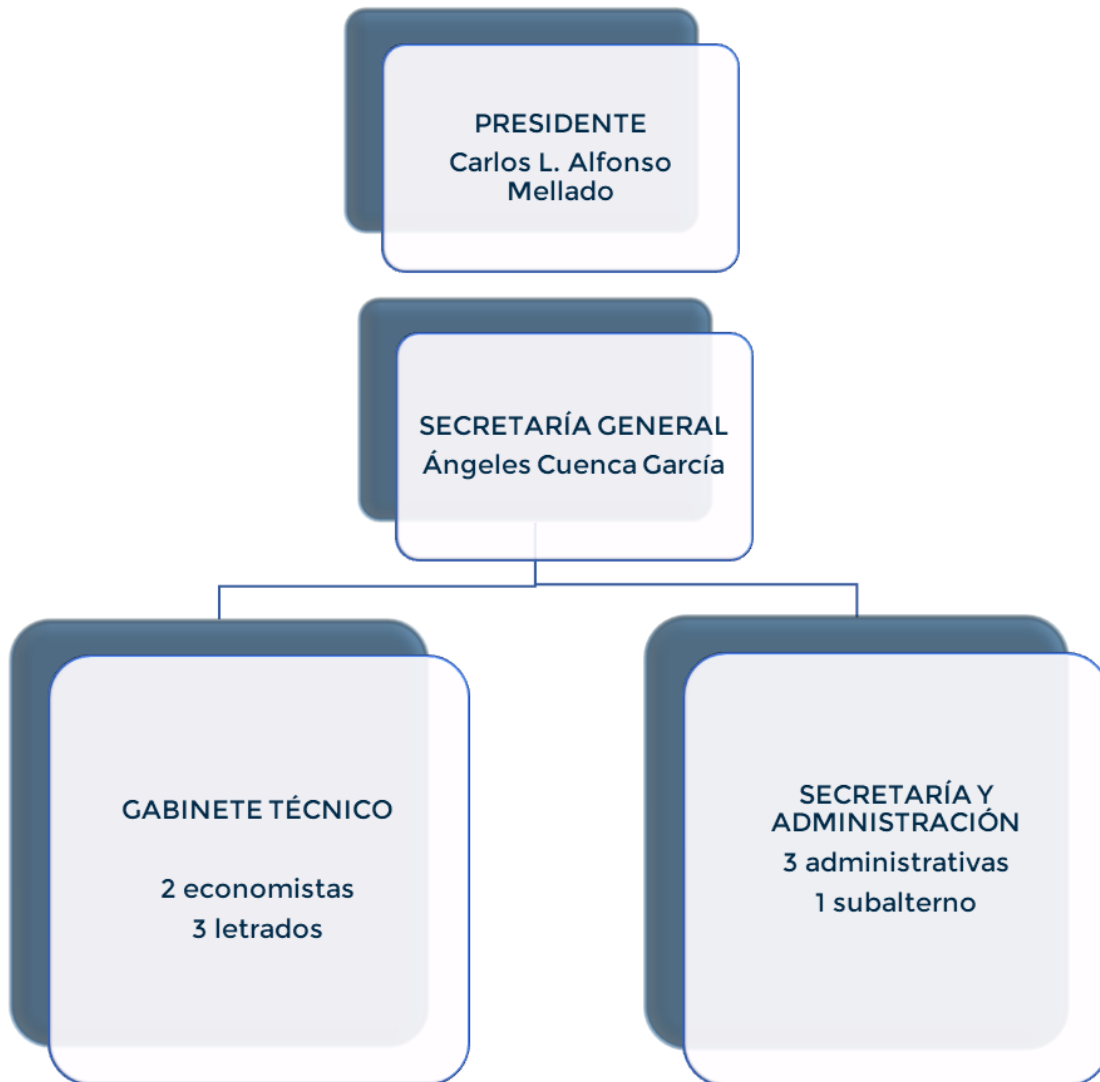 PRESIDENTE
Carlos L. Alfonso
Mellado
SECRETARÍA GENERAL
Ángeles Cuenca García
GABINETE TÉCNICO
2 economistas
3 letrados
SECRETARÍA Y
ADMINISTRACIÓN
3 administrativas
1 subalterno